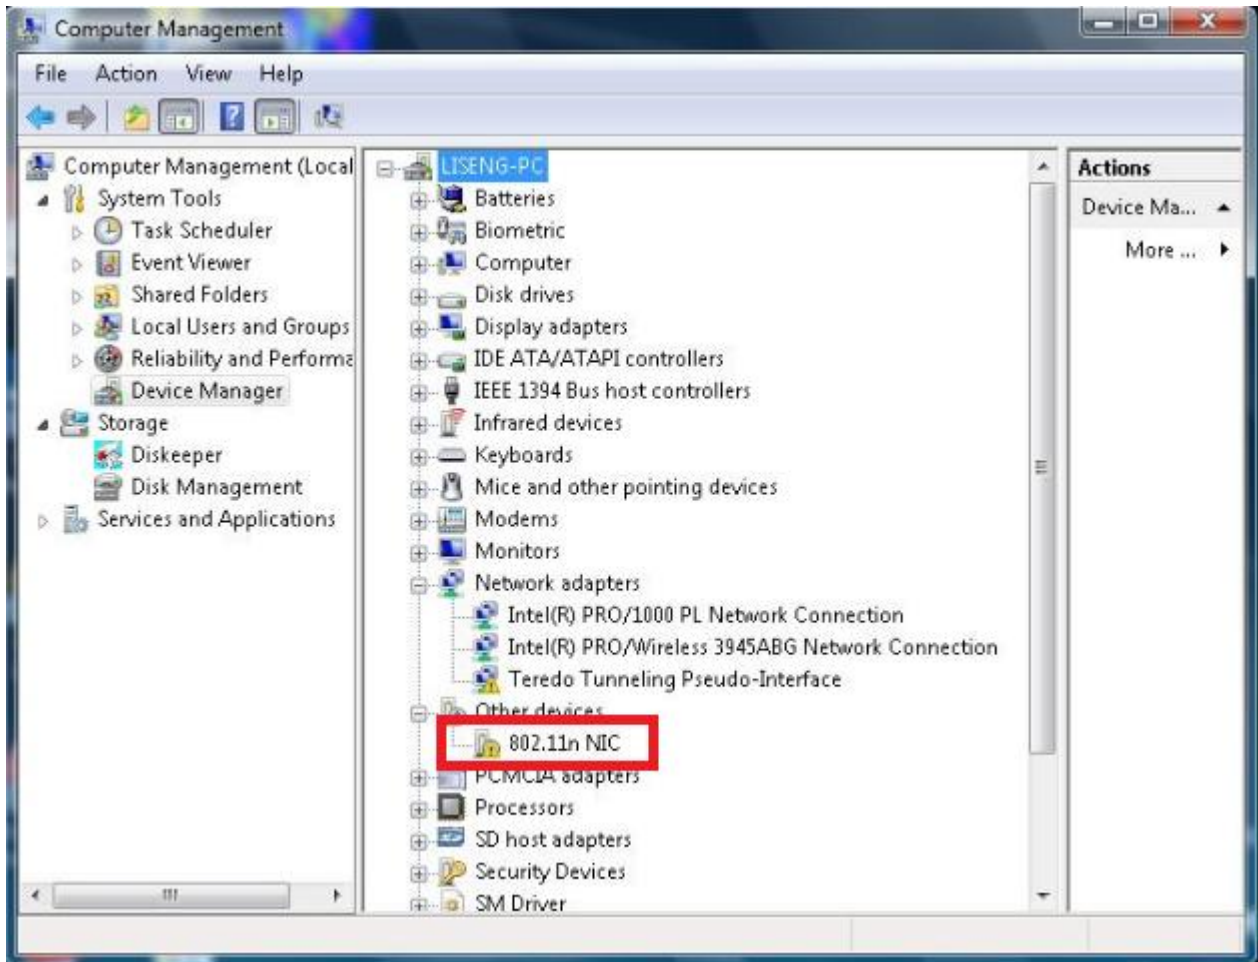 Computer Management
File Action View Help
Computer Management (Local
System Tools
Task Scheduler
Event Viewer
Shared Folders
Local Users and Groups
Reliability and Performa
Device Manager
Storage
Diskeeper
Disk Management
Services and Applications
LISENG-PC
Batteries
Biometric
Computer
Disk drives
Display adapters
IDE ATA/ATAPI controllers
IEEE 1394 Bus host controllers
Infrared devices
Keyboards
Mice and other pointing devices
Modems
Monitors
Network adapters
Intel(R) PRO/1000 PL Network Connection
Intel(R) PRO/Wireless 3945ABG Network Connection
Teredo Tunneling Pseudo-Interface
Other devices
802.11n NIC
PCMCIA adapters
Processors
SD host adapters
Security Devices
SM Driver
Actions
Device Ma...
More ...